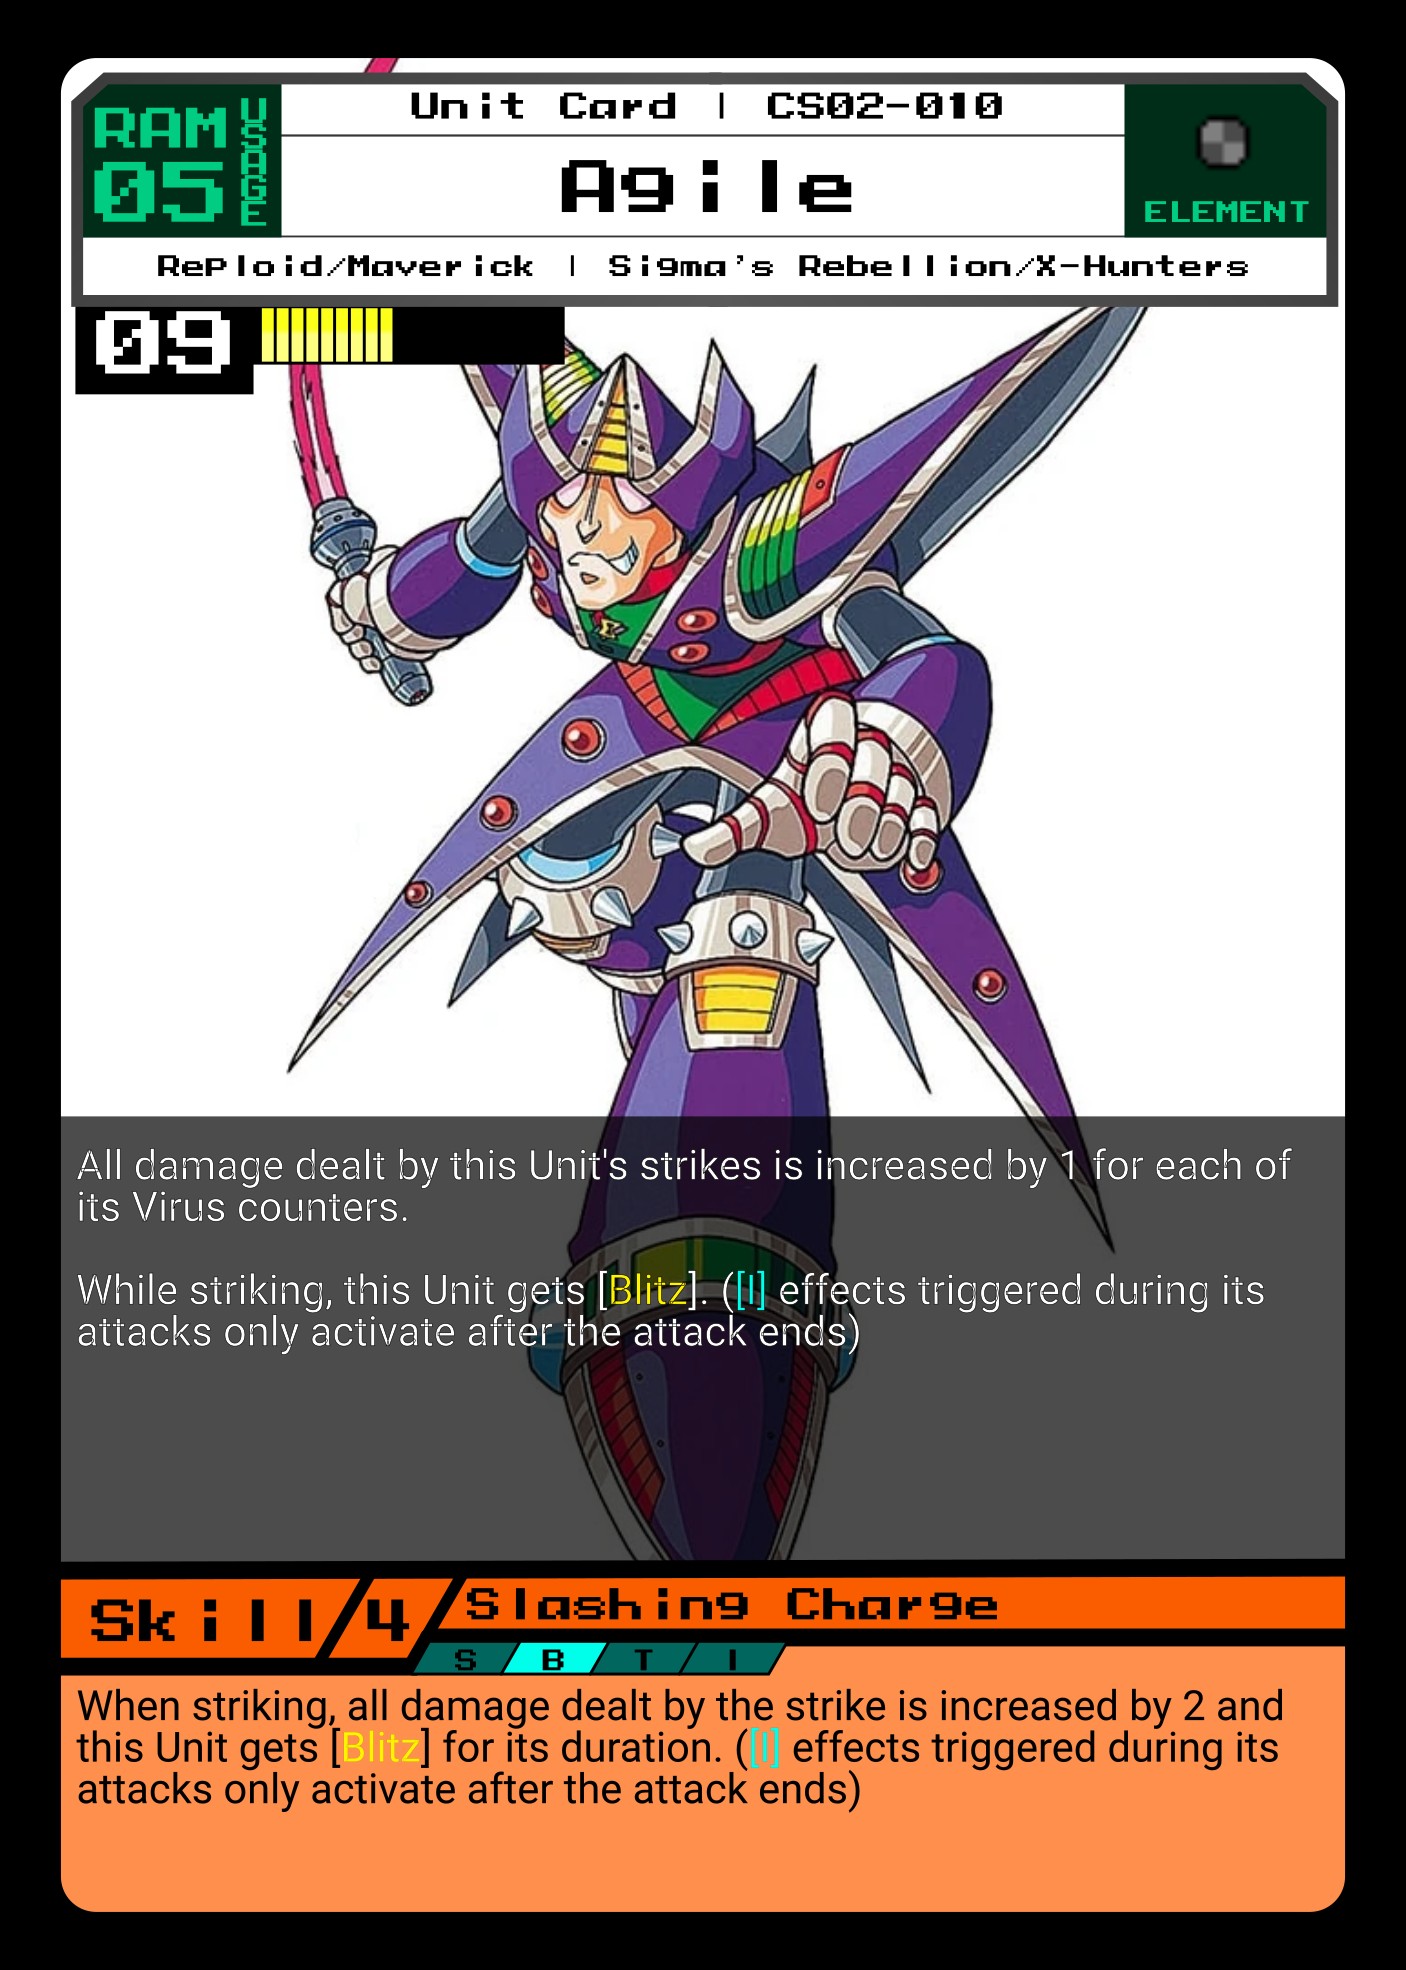 RAM 05 USAGE
Unit Card | CS02-010
Agile
ELEMENT
Reploid/Maverick | Sigma's Rebellion/X-Hunters
09
X
All damage dealt by this Unit's strikes is increased by 1 for each of
its Virus counters.
While striking, this Unit gets [Blitz]. ([I] effects triggered during its
attacks only activate after the attack ends)
Skill/4 Slashing Charge
S B T I
When striking, all damage dealt by the strike is increased by 2 and
this Unit gets [Blitz] for its duration. ([I] effects triggered during its
attacks only activate after the attack ends)